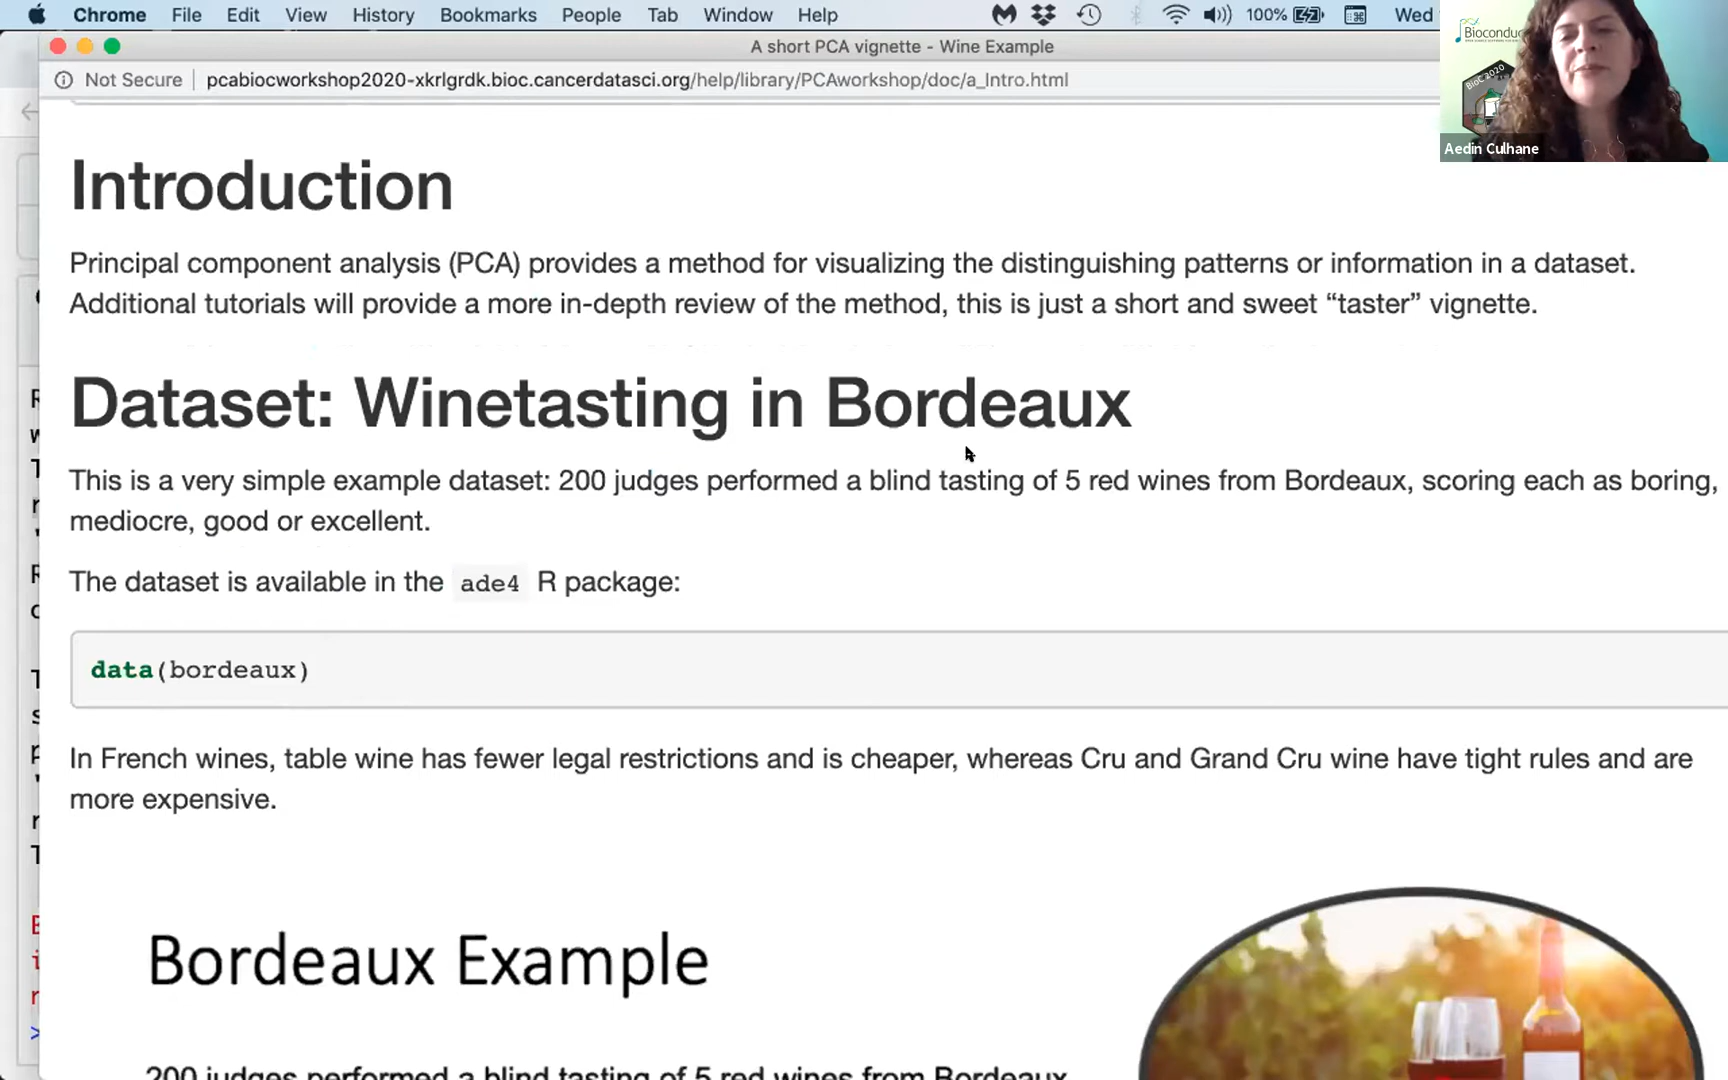 Chrome File Edit View History Bookmarks People Tab Window Help 100% Wed
A short PCA vignette - Wine Example
Not Secure pcabiocworkshop2020-xkrlgrdk.bioc.cancerdatasci.org/help/library/PCAworkshop/doc/a_Intro.html
BioC 2020
Aedin Culhane
Introduction
Principal component analysis (PCA) provides a method for visualizing the distinguishing patterns or information in a dataset.
Additional tutorials will provide a more in-depth review of the method, this is just a short and sweet “taster” vignette.
Dataset: Winetasting in Bordeaux
This is a very simple example dataset: 200 judges performed a blind tasting of 5 red wines from Bordeaux, scoring each as boring,
mediocre, good or excellent.
The dataset is available in the ade4 R package:
data(bordeaux)
In French wines, table wine has fewer legal restrictions and is cheaper, whereas Cru and Grand Cru wine have tight rules and are
more expensive.
Bordeaux Example
200 judges performed a blind tasting of 5 red wines from Bordeaux